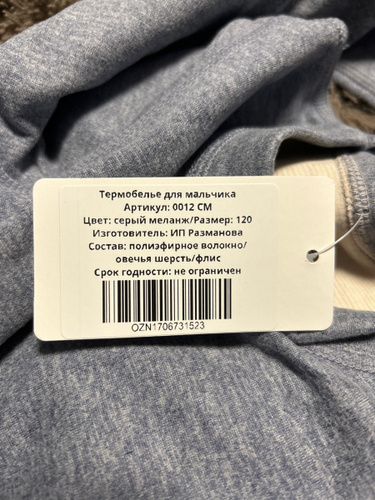 Термобелье для мальчика
Артикул: 0012 СМ
Цвет: серый меланж/Размер: 120
Изготовитель: ИП Разманова
Состав: полиэфирное волокно/
овечья шерсть/флис
Срок годности: не ограничен
OZN1706731523